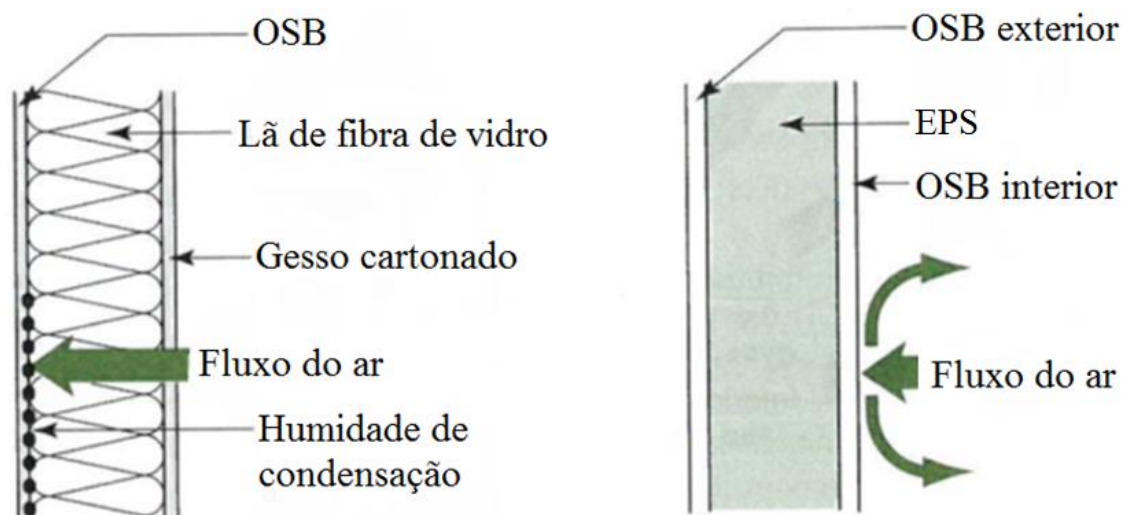 OSB
Lã de fibra de vidro
Gesso cartonado
Fluxo do ar
Humidade de
condensação
OSB exterior
EPS
OSB interior
Fluxo do ar